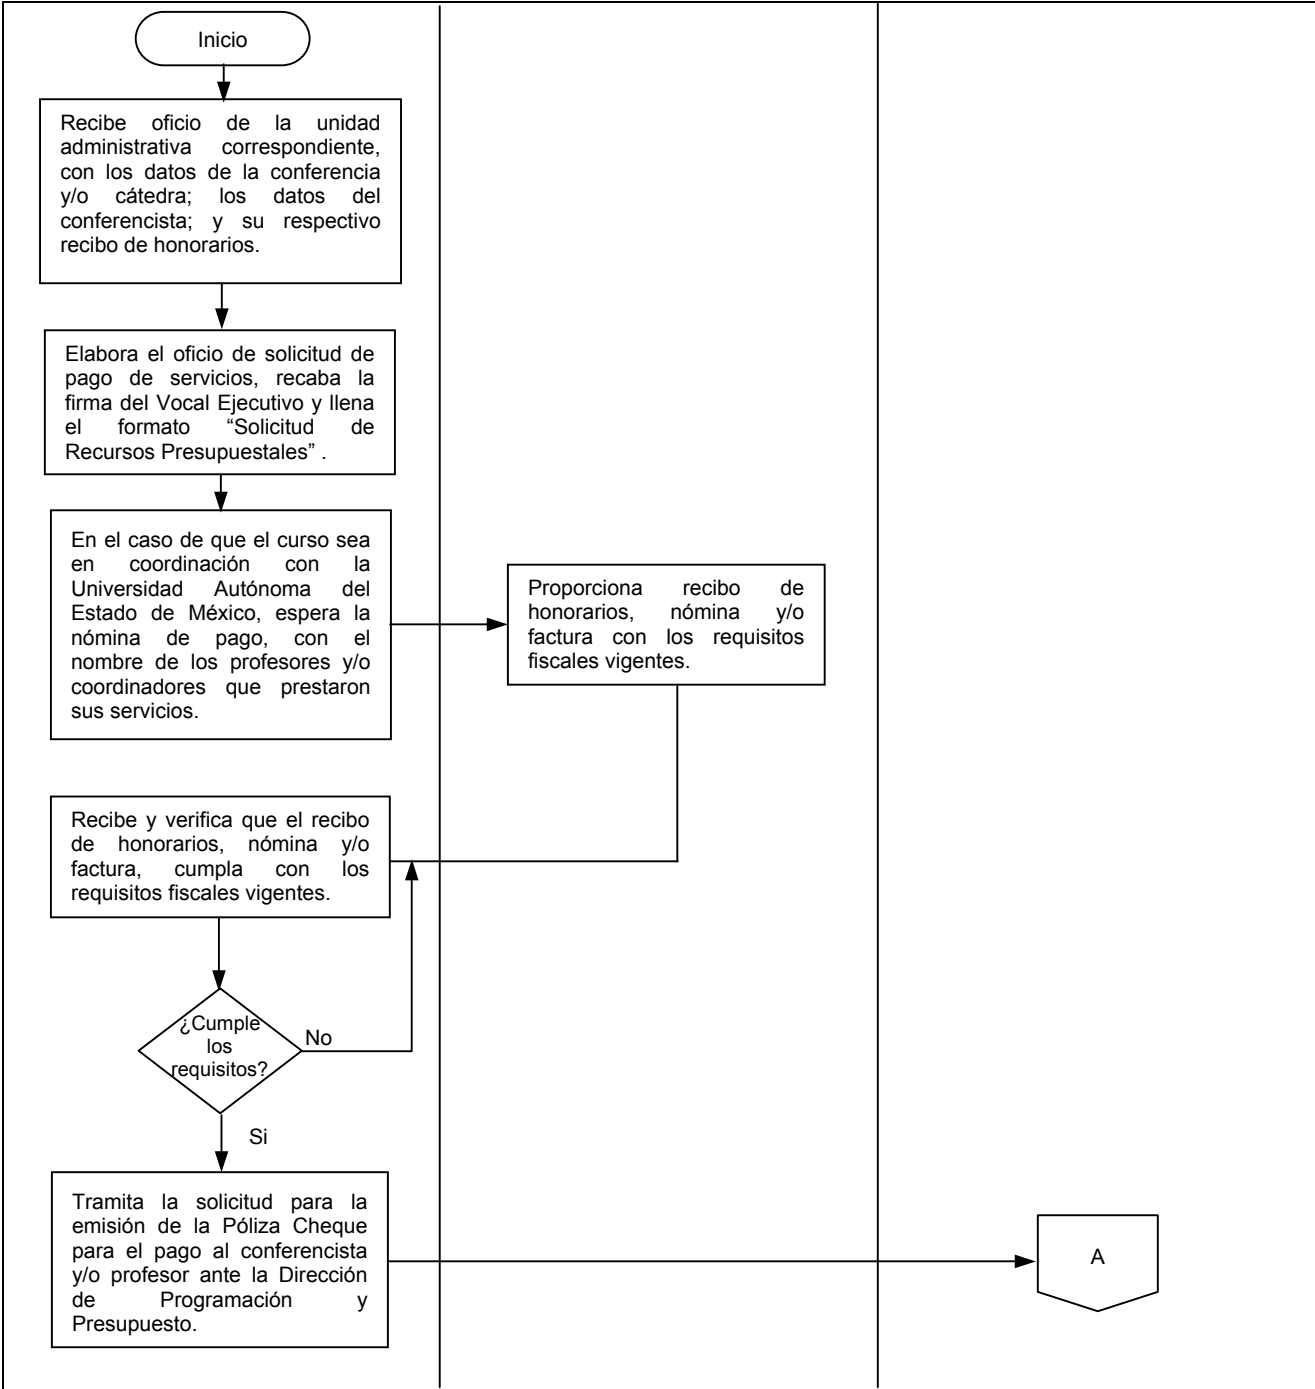 Inicio
Recibe oficio de la unidad
administrativa correspondiente,
con los datos de la conferencia
y/o cátedra; los datos del
conferencista; y su respectivo
recibo de honorarios.
Elabora el oficio de solicitud de
pago de servicios, recaba la
firma del Vocal Ejecutivo y llena
el formato “Solicitud de
Recursos Presupuestales” .
En el caso de que el curso sea
en coordinación con la
Universidad Autónoma del
Estado de México, espera la
nómina de pago, con el
nombre de los profesores y/o
coordinadores que prestaron
sus servicios.
Proporciona recibo de
honorarios, nómina y/o
factura con los requisitos
fiscales vigentes.
Recibe y verifica que el recibo
de honorarios, nómina y/o
factura, cumpla con los
requisitos fiscales vigentes.
¿Cumple
los
requisitos?
No
Si
Tramita la solicitud para la
emisión de la Póliza Cheque
para el pago al conferencista
y/o profesor ante la Dirección
de Programación y
Presupuesto.
A